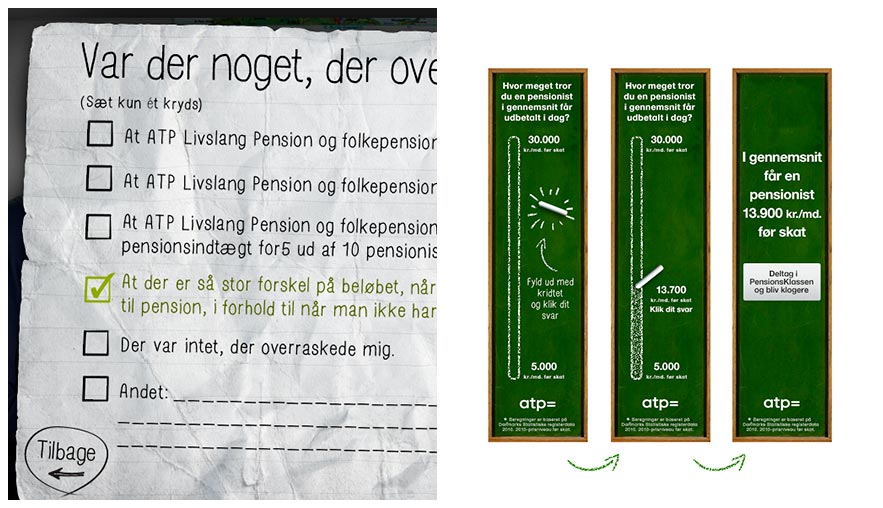 Var der noget, der ove
(Sæt kun ét kryds)
At ATP Livslang Pension og folkepension
At ATP Livslang Pension og folkepension
At ATP Livslang Pension og folkepension
pensionsindtægt for5 ud af 10 pensionis
At der er så stor forskel på beløbet, når
til pension, i forhold til når man ikke har
Der var intet, der overraskede mig.
Andet:
Tilbage
Hvor meget tror
du en pensionist
i gennemsnit får
udbetalt i dag?
30.000
kr./md. før skat
Fyld ud med
kridtet
og klik dit
svar
5.000
kr./md. før skat
atp=
* Beregninger er baseret på
Danmarks Statistiks registerdata
2010, 2010-prisniveau før skat.
Hvor meget tror
du en pensionist
i gennemsnit får
udbetalt i dag?
30.000
kr./md. før skat
13.700
kr./md. før skat
Klik dit svar
5.000
kr./md. før skat
atp=
* Beregninger er baseret på
Danmarks Statistiks registerdata
2010, 2010-prisniveau før skat.
I gennemsnit
får en
pensionist
13.900 kr./md.
før skat
Deltag i
PensionsKlassen
og bliv klogere
atp=
* Beregninger er baseret på
Danmarks Statistiks registerdata
2010, 2010-prisniveau før skat.